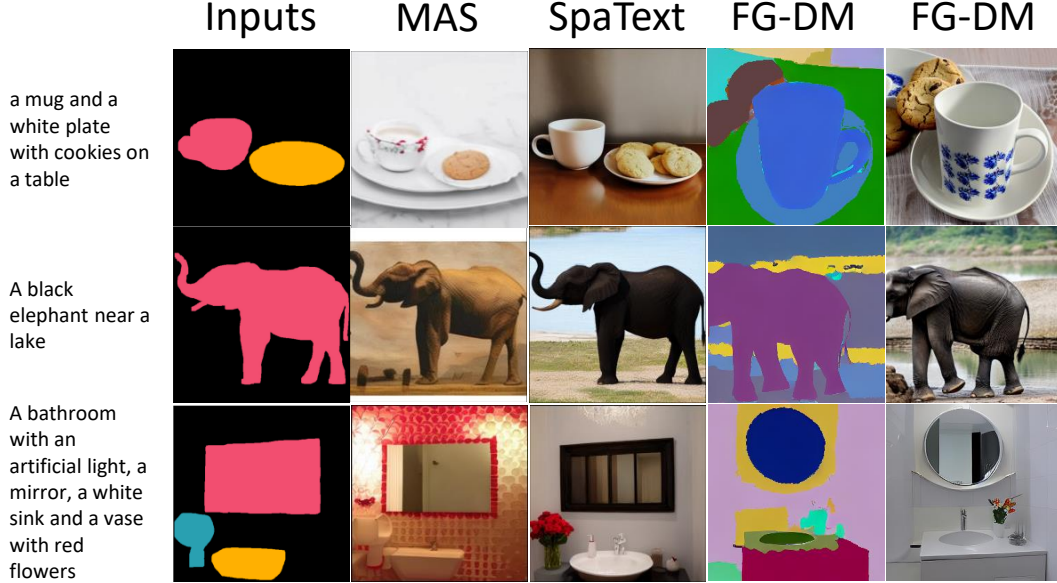 Inputs MAS SpaText FG-DM FG-DM
a mug and a
white plate
with cookies on
a table
A black
elephant near a
lake
A bathroom
with an
artificial light, a
mirror, a white
sink and a vase
with red
flowers